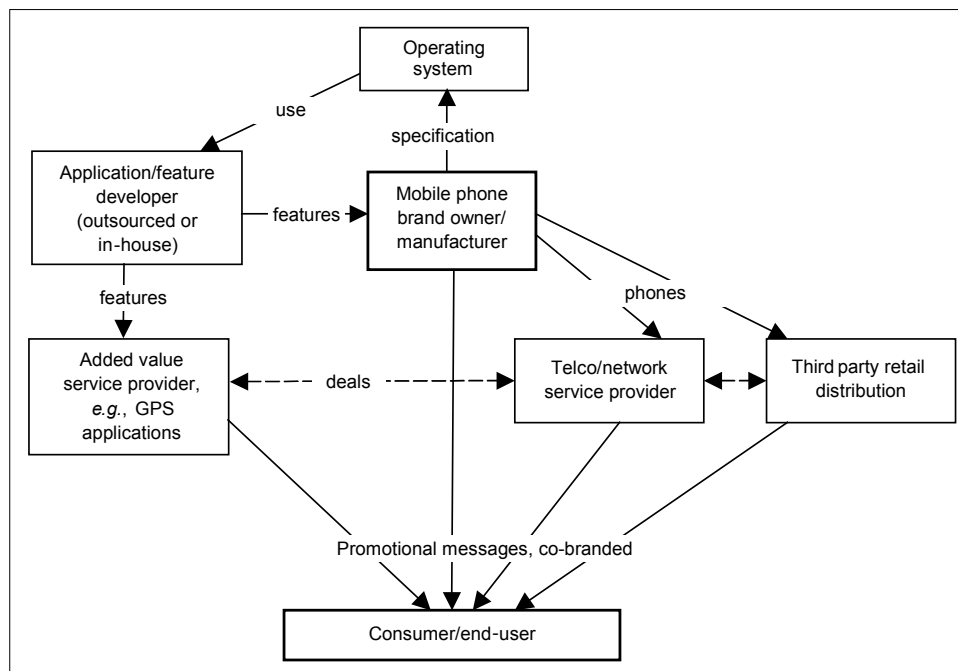 Operating
system
use
specification
Application/feature
developer
(outsourced or
in-house)
features
Mobile phone
brand owner/
manufacturer
features
phones
Added value
service provider,
e.g., GPS
applications
deals
Telco/network
service provider
Third party retail
distribution
Promotional messages, co-branded
Consumer/end-user